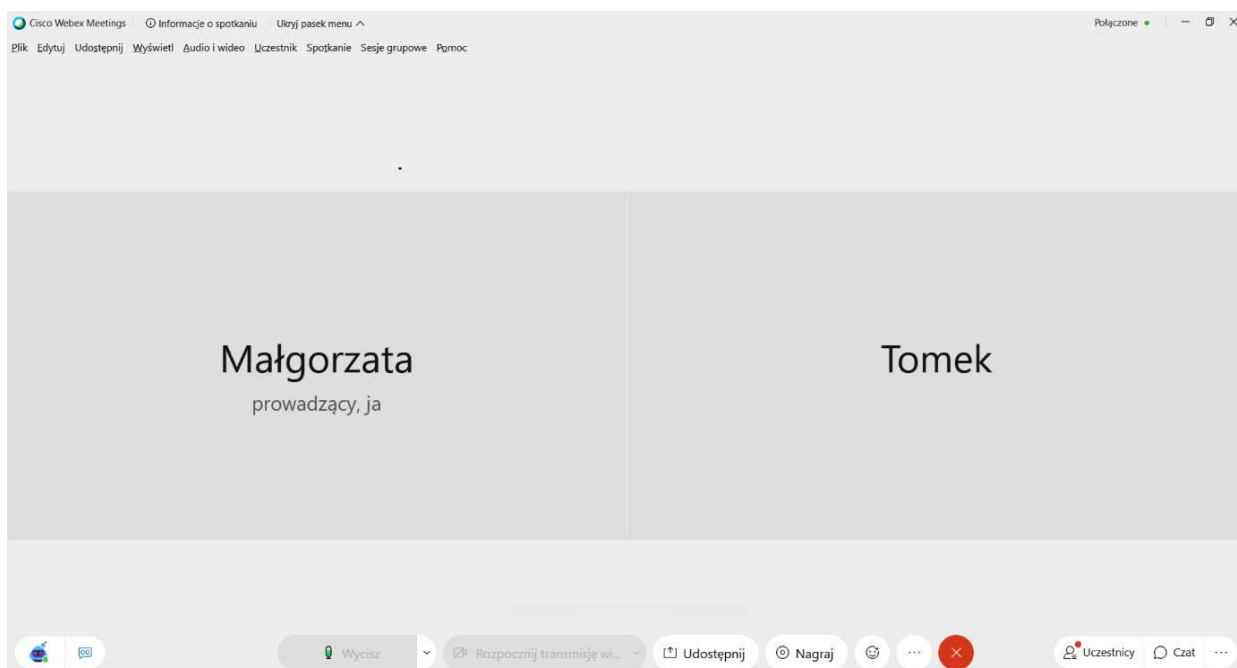 Cisco Webex Meetings Informacje o spotkaniu Ukryj pasek menu Połączone
Plik Edytuj Udostępnij Wyświetl Audio i wideo Uczestnik Spotkanie Sesje grupowe Pomoc
Małgorzata Tomek
prowadzący, ja
CC Wycisz Rozpocznij transmisję wi... Udostępnij Nagraj ... Uczestnicy Czat ...